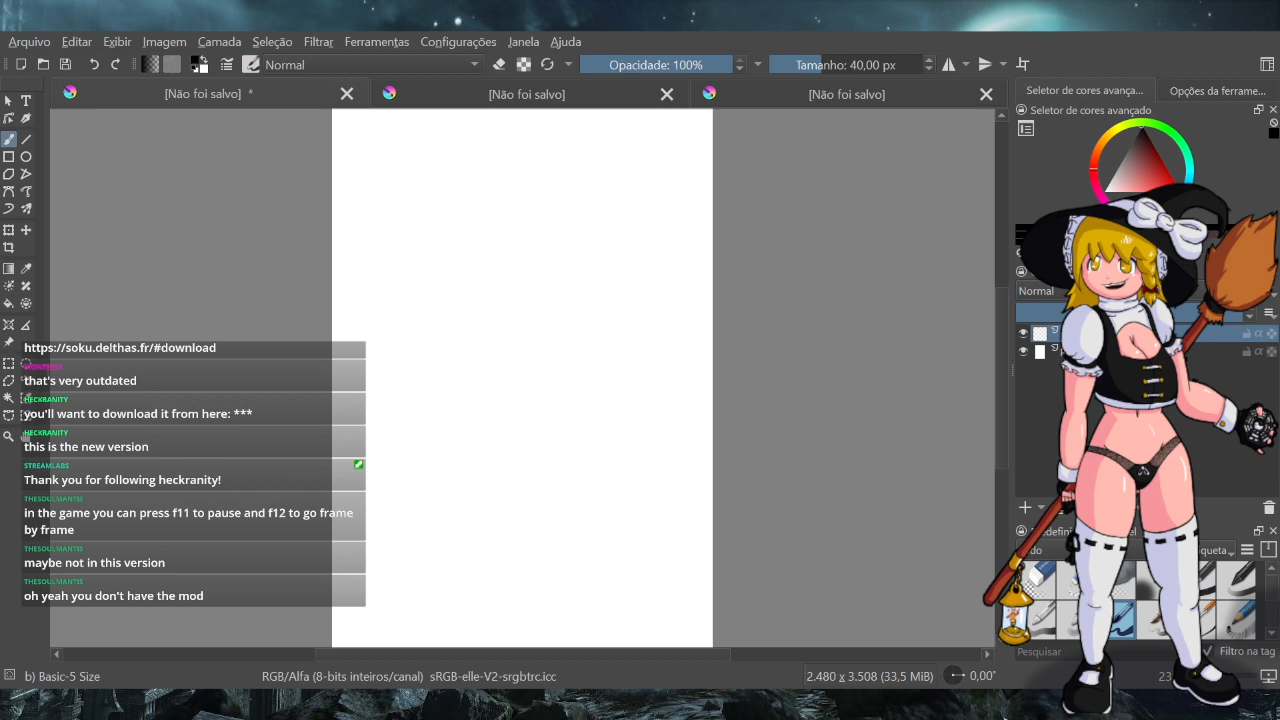 Arquivo Editar Exibir Imagem Camada Seleção Filtrar Ferramentas Configurações Janela Ajuda
Normal Opacidade: 100% Tamanho: 40,00 px
[Não foi salvo] * [Não foi salvo] [Não foi salvo]
Seletor de cores avança... Opções da ferrame...
Seletor de cores avançado
Normal
https://soku.delthas.fr/#download
that's very outdated
HECKRANITY
you'll want to download it from here: ***
HECKRANITY
this is the new version
STREAMLABS
Thank you for following heckranity!
THESOULMANTIS
in the game you can press f11 to pause and f12 to go frame
by frame
THESOULMANTIS
maybe not in this version
THESOULMANTIS
oh yeah you don't have the mod
Pesquisar Filtro na tag
b) Basic-5 Size RGB/Alfa (8-bits inteiros/canal) sRGB-elle-V2-srgbtrc.icc 2.480 x 3.508 (33,5 MiB) 0,00°